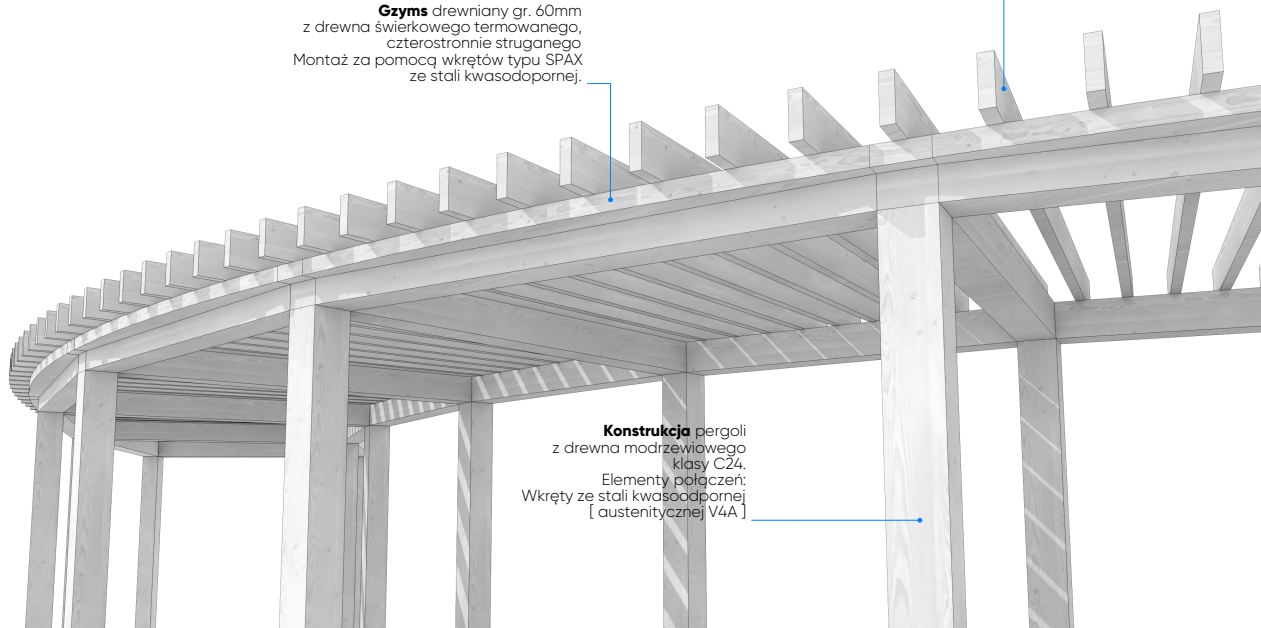 Gzyms drewniany gr. 60mm
z drewna świerkowego termowanego,
czterostronnie struganego
Montaż za pomocą wkrętów typu SPAX
ze stali kwasodopornej.
Konstrukcja pergoli
z drewna modrzewiowego
klasy C24.
Elementy połączeń:
Wkręty ze stali kwasoodpornej
[ austenitycznej V4A ]